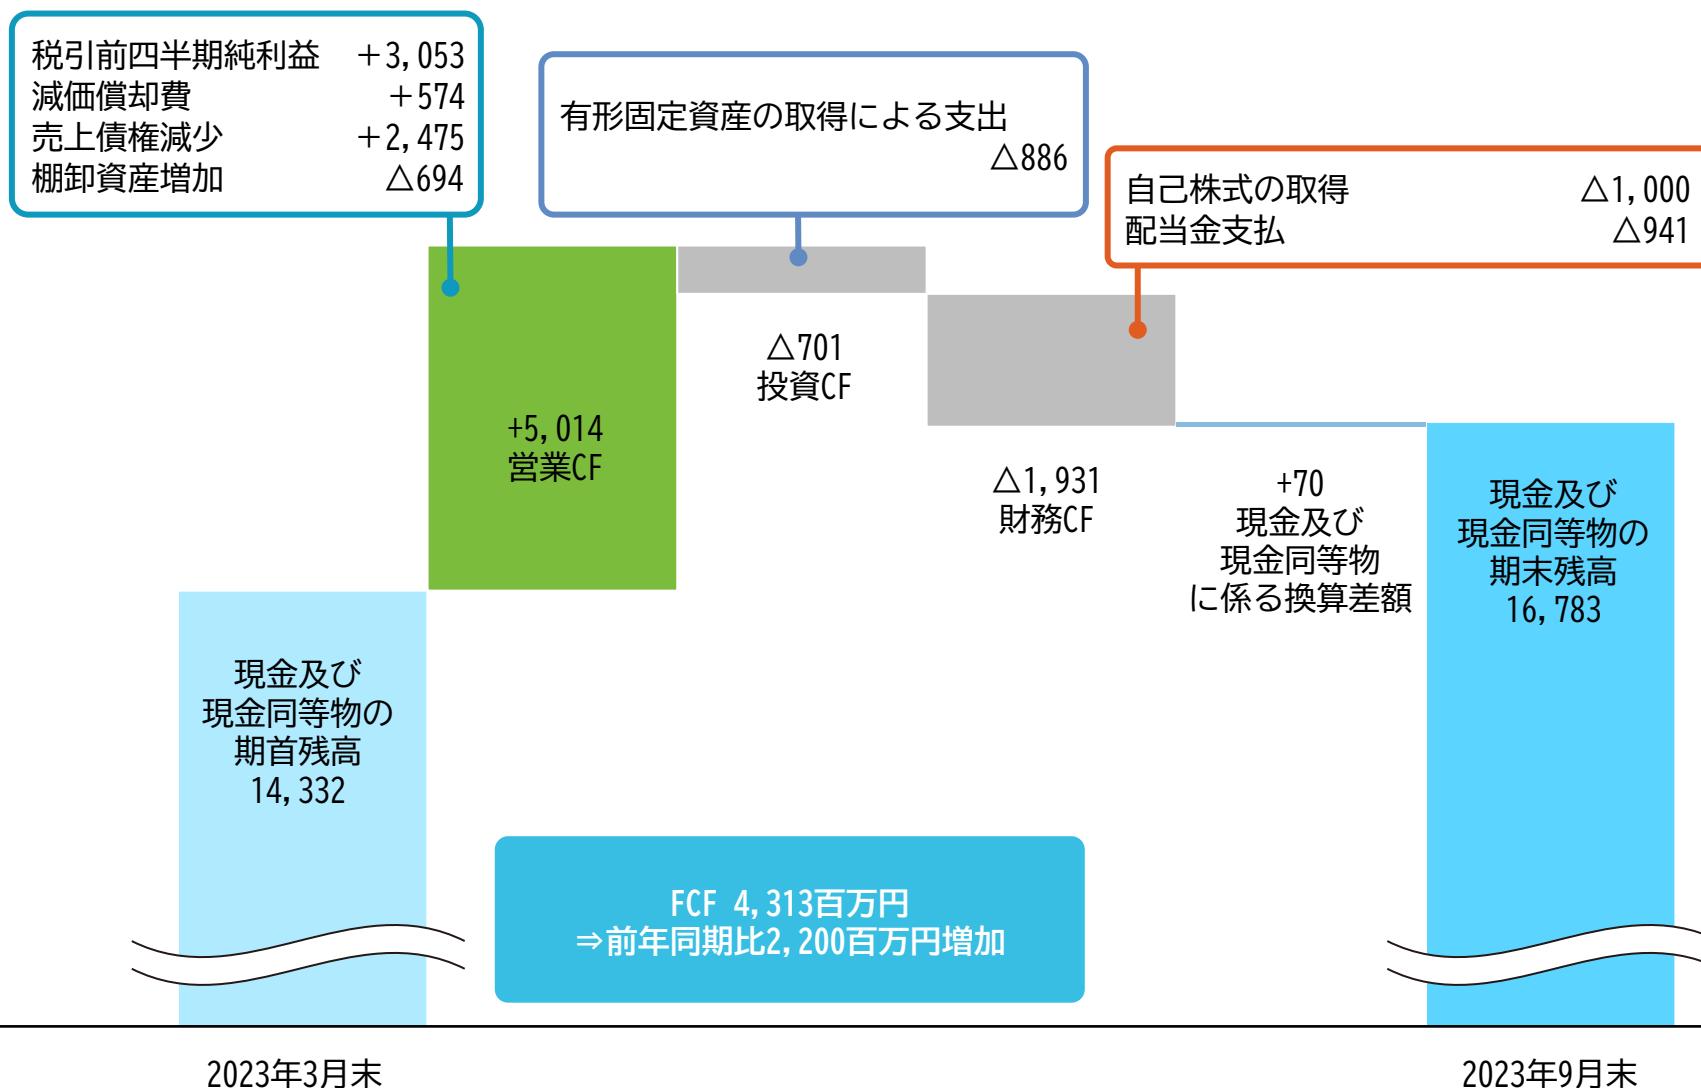 税引前四半期純利益 ＋3,053
減価償却費 ＋574
売上債権減少 ＋2,475
棚卸資産増加 △694
有形固定資産の取得による支出
△886
自己株式の取得 △1,000
配当金支払 △941
+5,014
営業CF
△701
投資CF
△1,931
財務CF
+70
現金及び
現金同等物
に係る換算差額
現金及び
現金同等物の
期末残高
16,783
現金及び
現金同等物の
期首残高
14,332
FCF 4,313百万円
⇒前年同期比2,200百万円増加
2023年3月末
2023年9月末